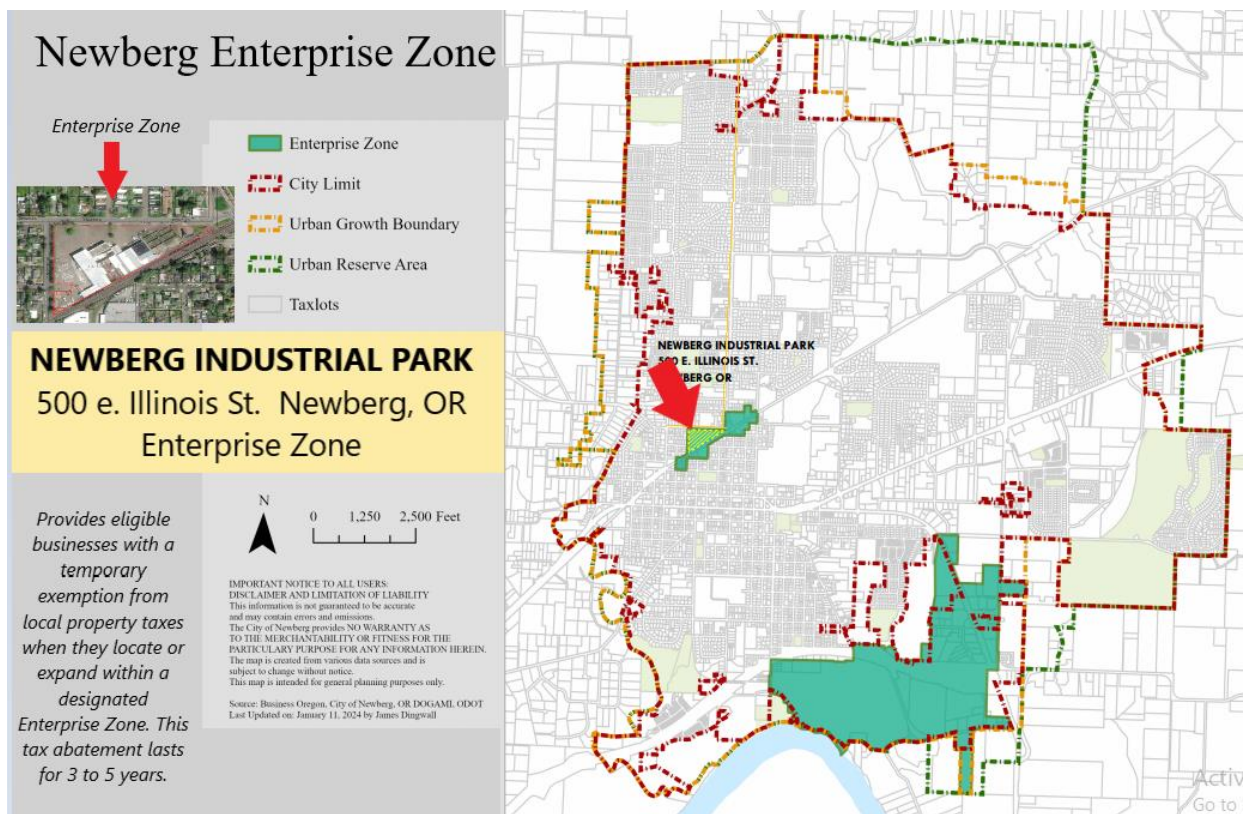 Newberg Enterprise Zone
Enterprise Zone
Enterprise Zone
City Limit
Urban Growth Boundary
Urban Reserve Area
Taxlots
NEWBERG INDUSTRIAL PARK
500 e. Illinois St. Newberg, OR
Enterprise Zone
Provides eligible
businesses with a
temporary
exemption from
local property taxes
when they locate or
expand within a
designated
Enterprise Zone. This
tax abatement lasts
for 3 to 5 years.
N
0 1,250 2,500 Feet
IMPORTANT NOTICE TO ALL USERS:
DISCLAIMER AND LIMITATION OF LIABILITY
This information is not guaranteed to be accurate
and may contain errors and omissions.
The City of Newberg provides NO WARRANTY AS
TO THE MERCHANTABILITY OR FITNESS FOR THE
PARTICULARY PURPOSE FOR ANY INFORMATION HEREIN.
The map is created from various data sources and is
subject to change without notice.
This map is intended for general planning purposes only.
Source: Business Oregon, City of Newberg, OR DOGAMI, ODOT
Last Updated on: January 11, 2024 by James Dingwall
NEWBERG INDUSTRIAL PARK
E. ILLINOIS ST.
OR
Go to